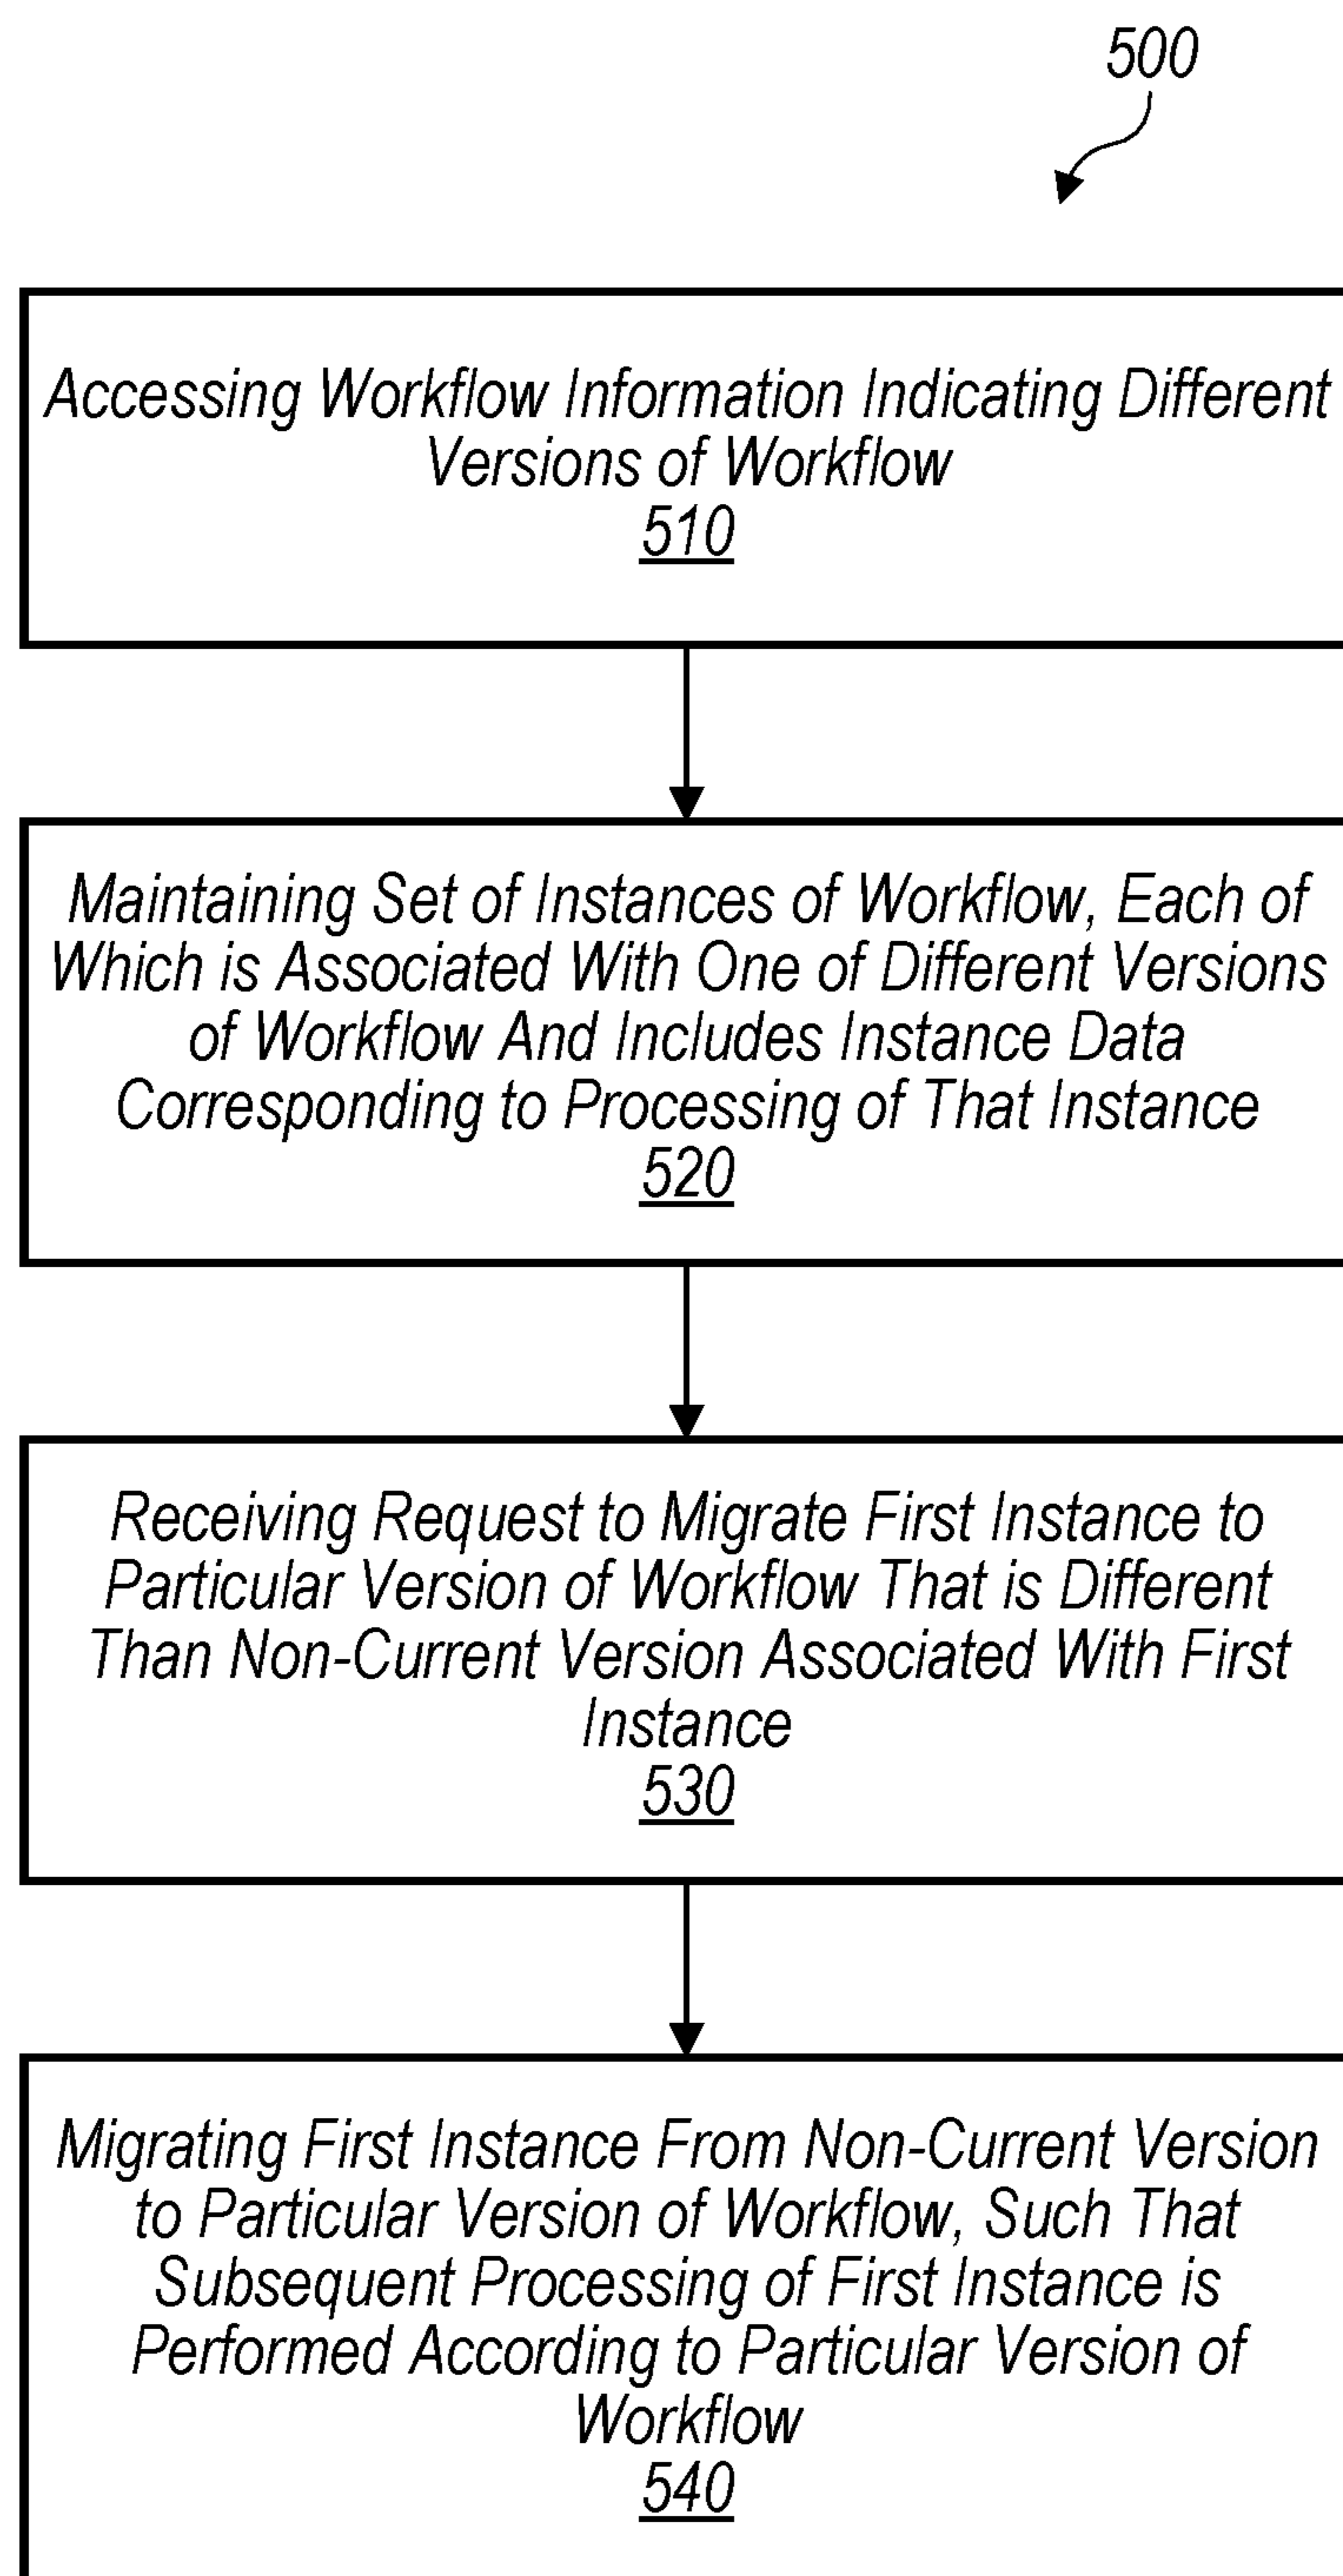 500
Accessing Workflow Information Indicating Different
Versions of Workflow
510
Maintaining Set of Instances of Workflow, Each of
Which is Associated With One of Different Versions
of Workflow And Includes Instance Data
Corresponding to Processing of That Instance
520
Receiving Request to Migrate First Instance to
Particular Version of Workflow That is Different
Than Non-Current Version Associated With First
Instance
530
Migrating First Instance From Non-Current Version
to Particular Version of Workflow, Such That
Subsequent Processing of First Instance is
Performed According to Particular Version of
Workflow
540